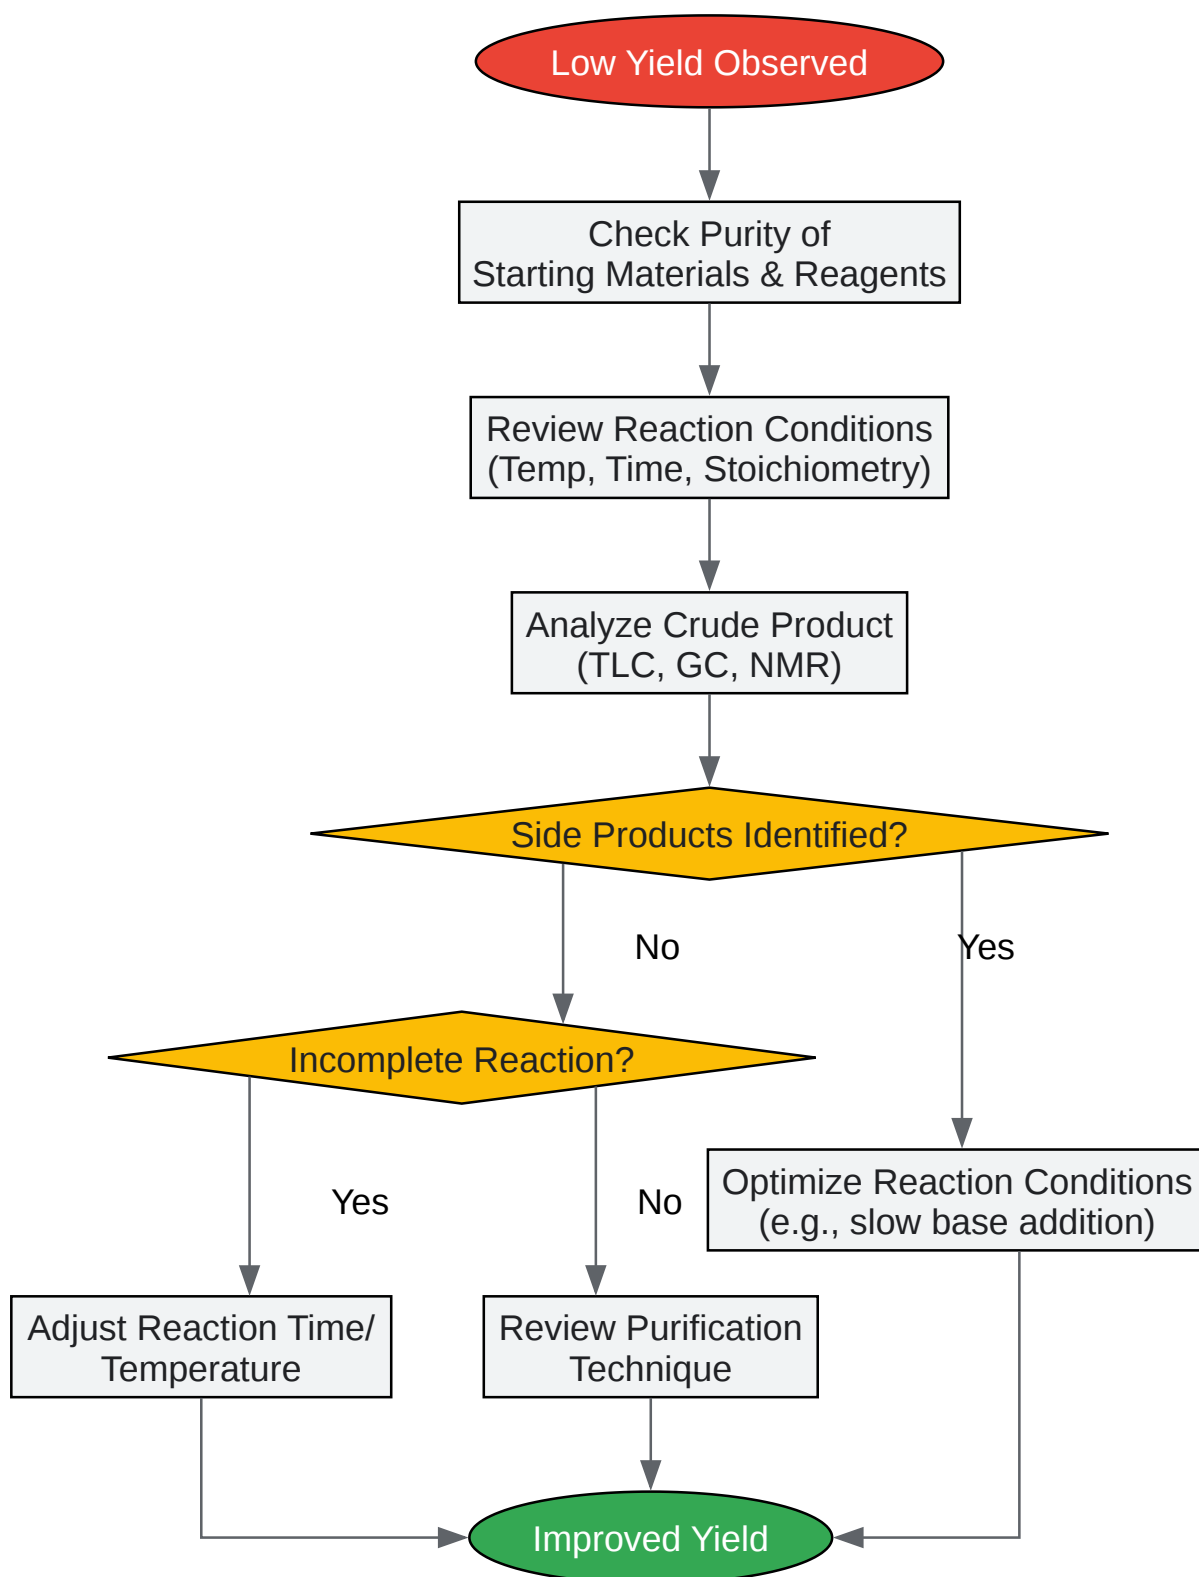 Low Yield Observed
Check Purity of
Starting Materials & Reagents
Review Reaction Conditions
(Temp, Time, Stoichiometry)
Analyze Crude Product
(TLC, GC, NMR)
Side Products Identified?
No
Yes
Incomplete Reaction?
Yes
No
Optimize Reaction Conditions
(e.g., slow base addition)
Adjust Reaction Time/
Temperature
Review Purification
Technique
Improved Yield